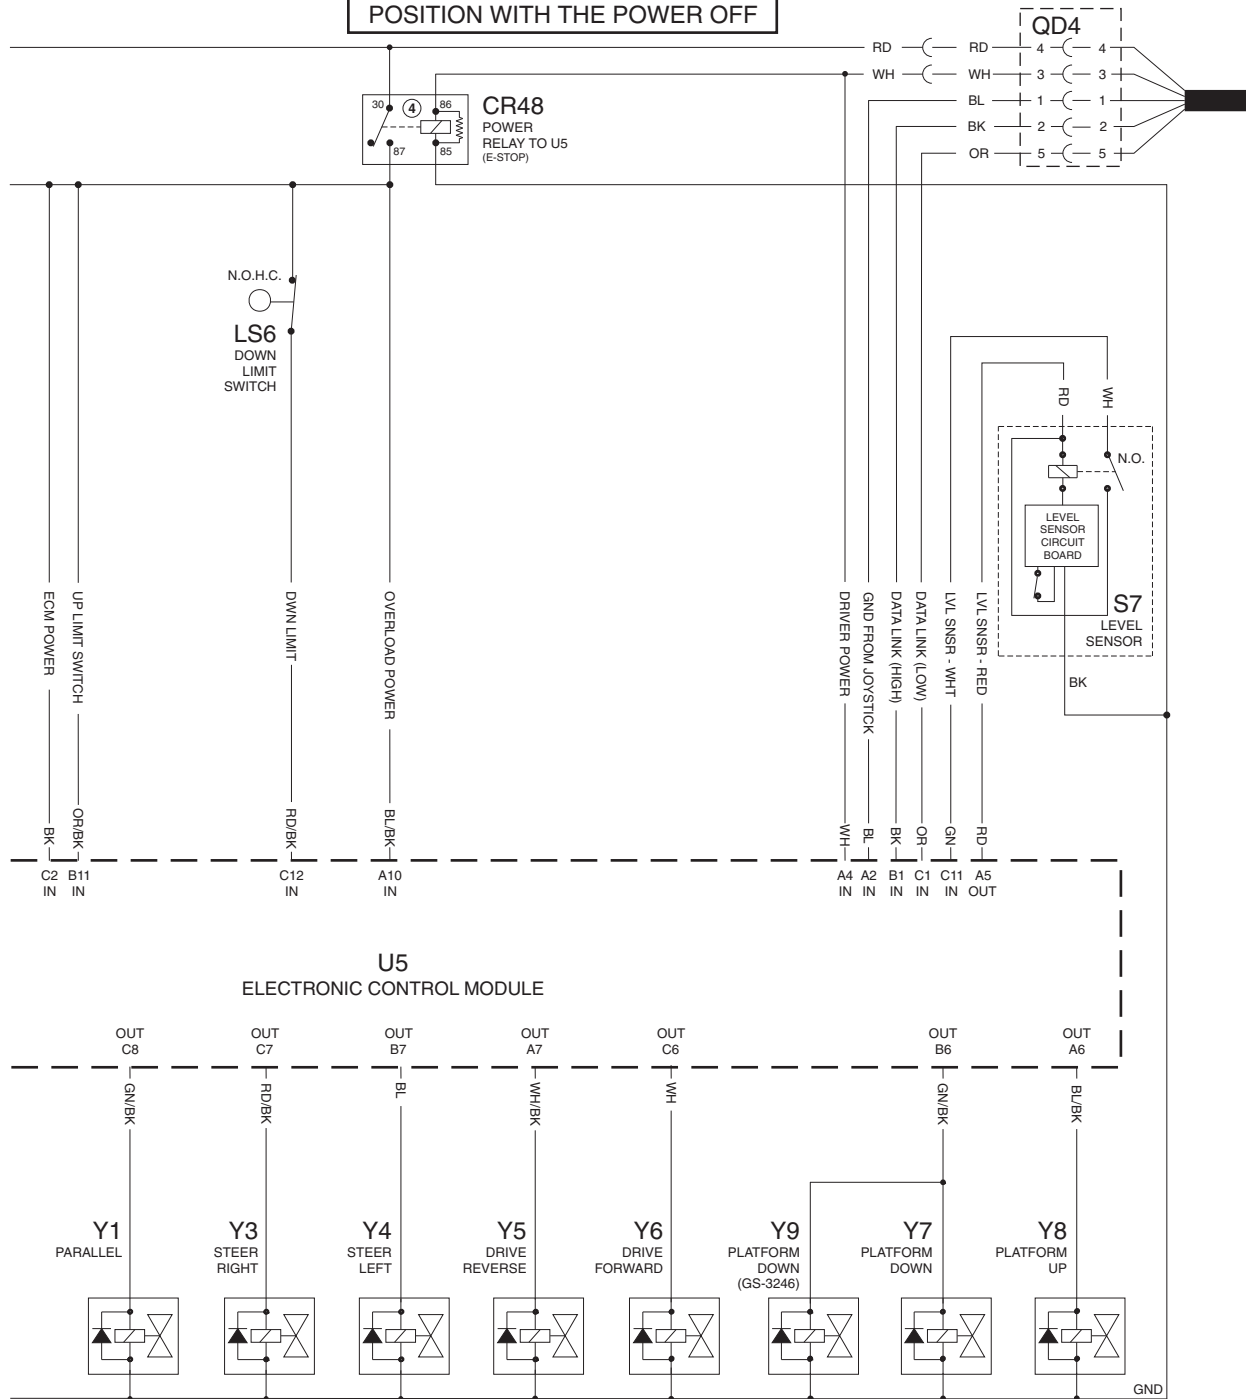 POSITION WITH THE POWER OFF
QD4
RD RD 4 4
WH WH 3 3
BL 1 1
BK 2 2
OR 5 5
30 4 86
87 85
CR48
POWER
RELAY TO U5
(E-STOP)
N.O.H.C.
LS6
DOWN
LIMIT
SWITCH
RD
WH
N.O.
LEVEL
SENSOR
CIRCUIT
BOARD
S7
LEVEL
SENSOR
BK
ECM POWER
UP LIMIT SWITCH
DWN LIMIT
OVERLOAD POWER
DRIVER POWER
GND FROM JOYSTICK
DATA LINK (HIGH)
DATA LINK (LOW)
LVL SNSR - WHT
LVL SNSR - RED
BK
OR/BK
RD/BK
BL/BK
WH
BL
BK
OR
GN
RD
C2 B11 C12 A10 A4 A2 B1 C1 C11 A5
IN IN IN IN IN IN IN IN IN OUT
U5
ELECTRONIC CONTROL MODULE
OUT OUT OUT OUT OUT OUT OUT
C8 C7 B7 A7 C6 B6 A6
GN/BK
RD/BK
BL
WH/BK
WH
GN/BK
BL/BK
Y1
PARALLEL
Y3
STEER
RIGHT
Y4
STEER
LEFT
Y5
DRIVE
REVERSE
Y6
DRIVE
FORWARD
Y9
PLATFORM
DOWN
(GS-3246)
Y7
PLATFORM
DOWN
Y8
PLATFORM
UP
GND